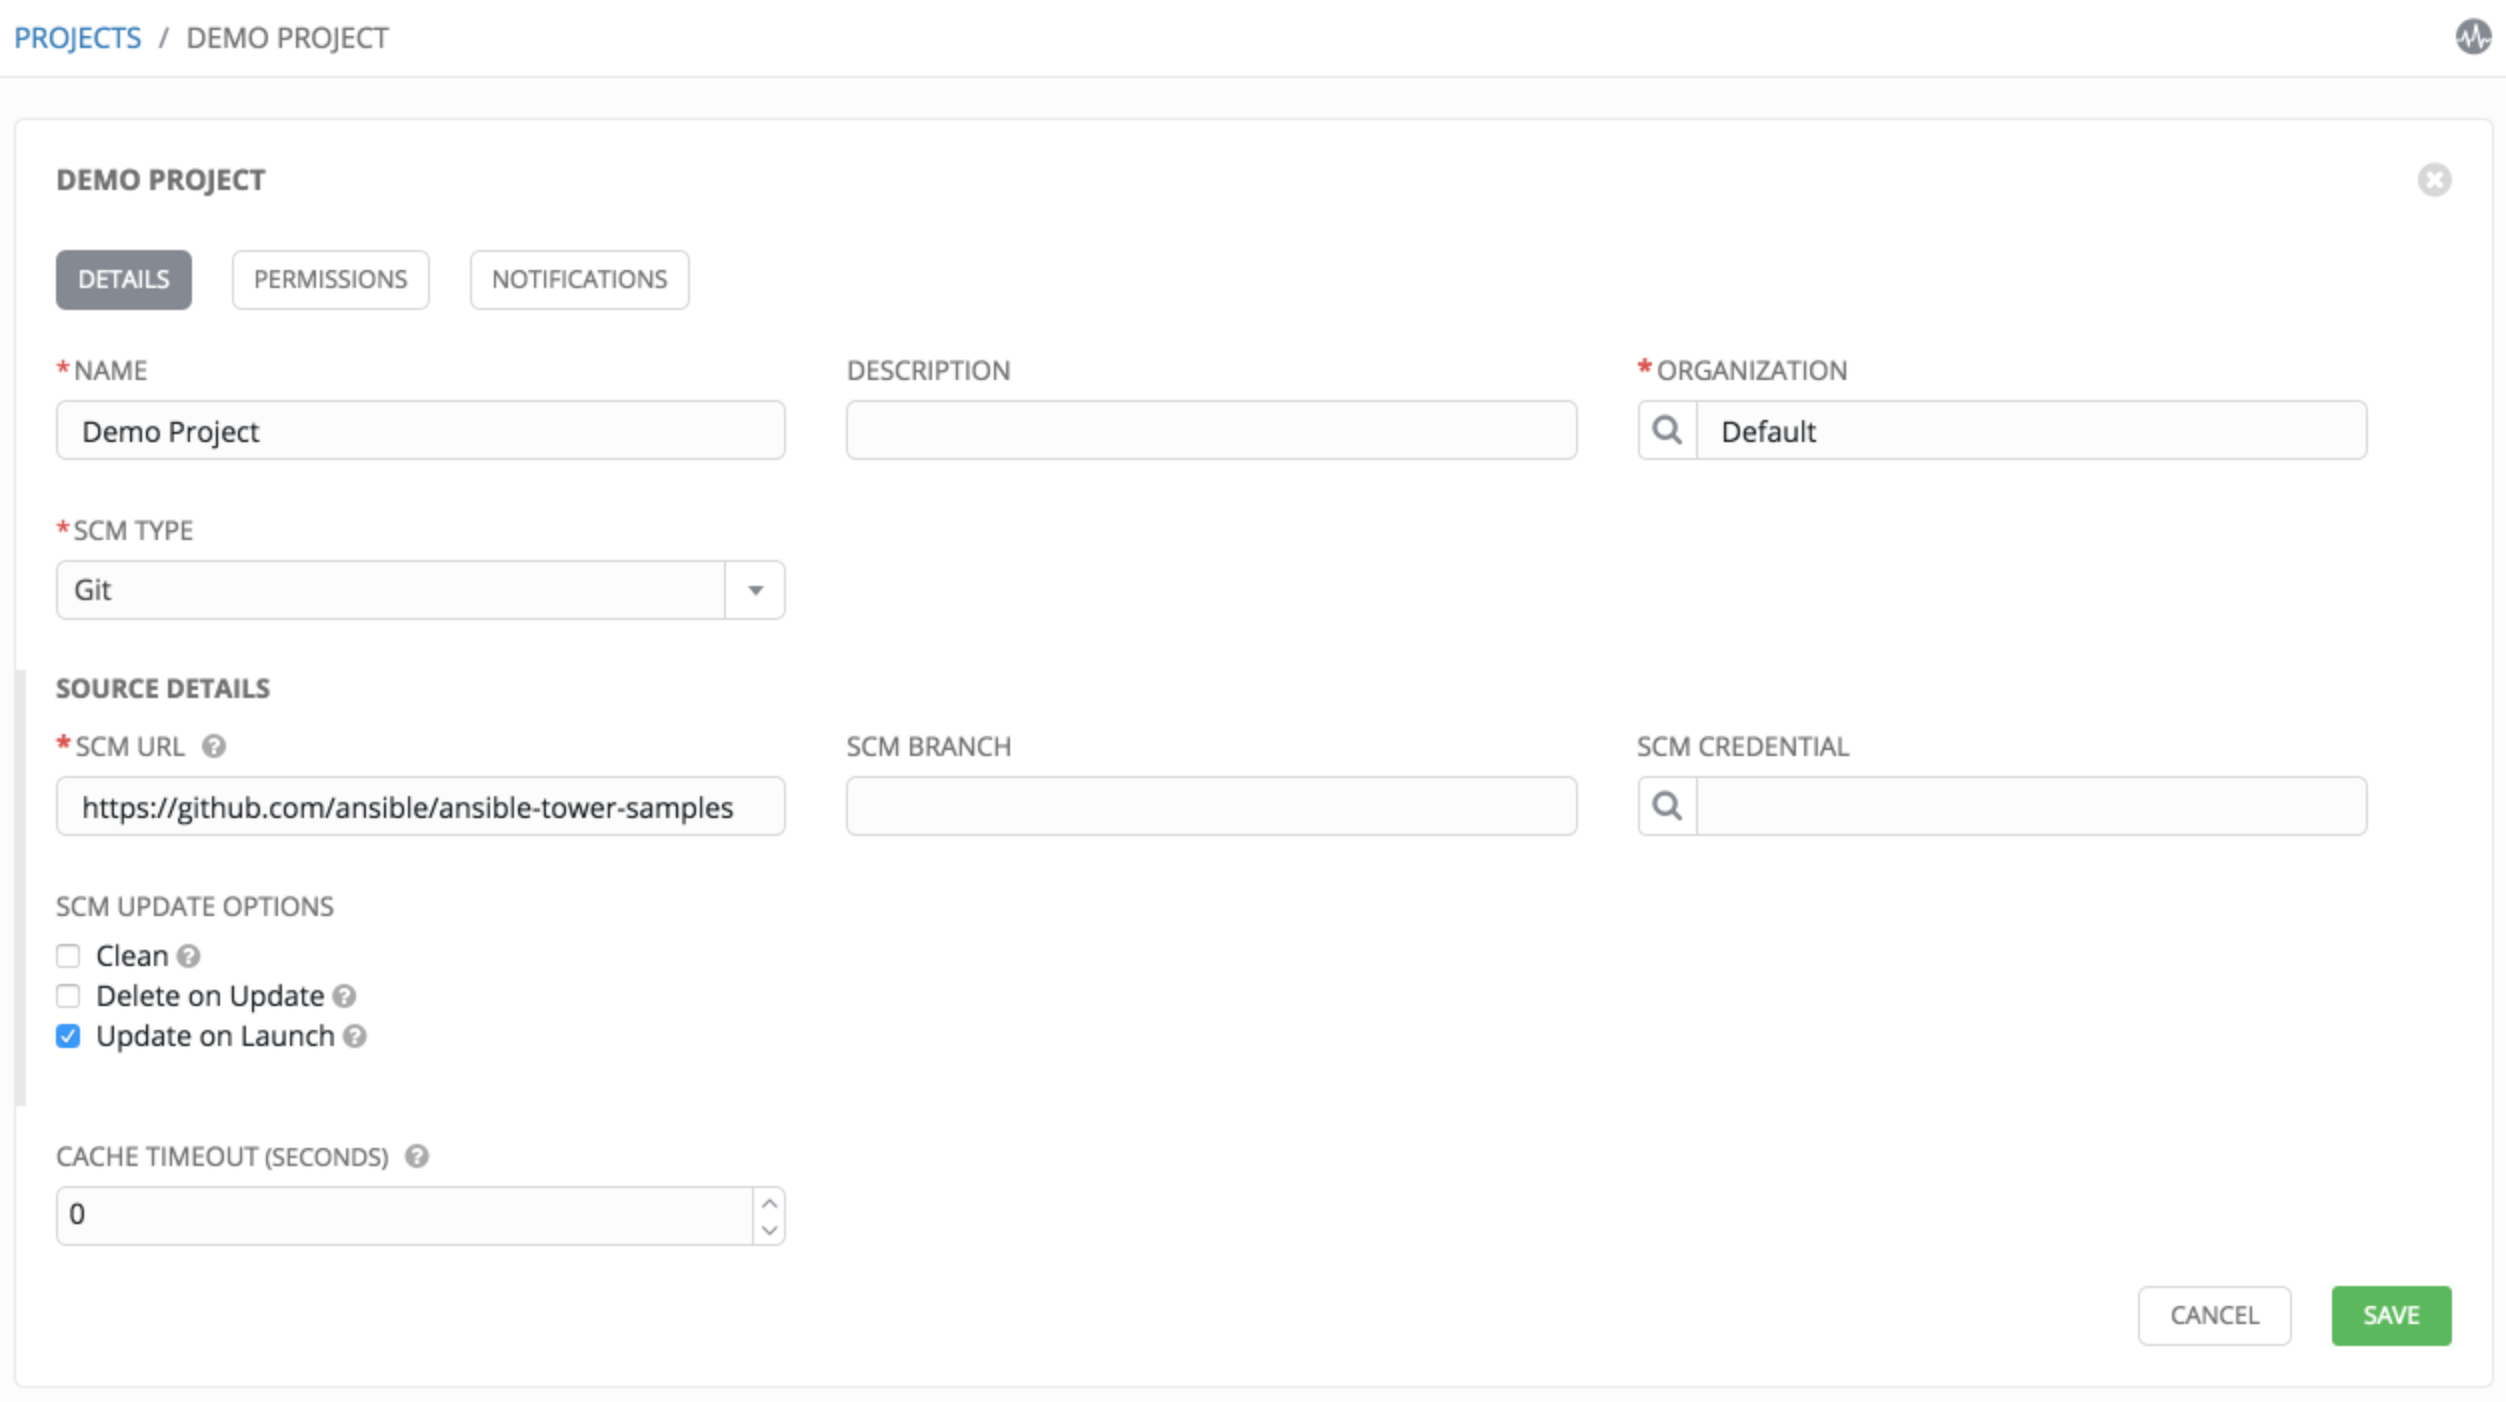 PROJECTS / DEMO PROJECT
DEMO PROJECT
DETAILS PERMISSIONS NOTIFICATIONS
*NAME DESCRIPTION *ORGANIZATION
Demo Project Default
*SCM TYPE
Git
SOURCE DETAILS
*SCM URL ? SCM BRANCH SCM CREDENTIAL
https://github.com/ansible/ansible-tower-samples
SCM UPDATE OPTIONS
Clean ?
Delete on Update ?
Update on Launch ?
CACHE TIMEOUT (SECONDS) ?
0
CANCEL SAVE